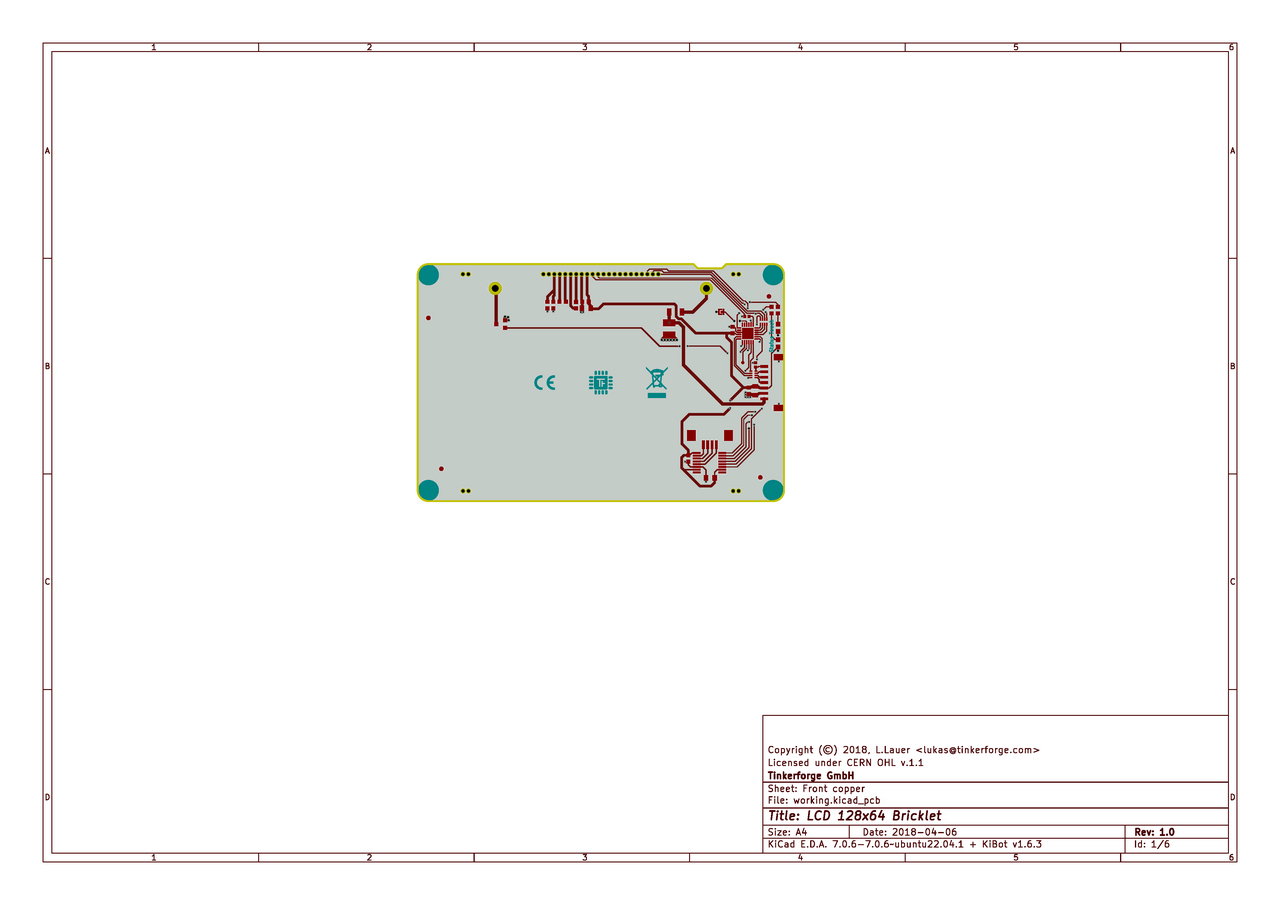 1 2 3 4 5 6
A A
B B
C C
D D
CE TF
Copyright (©) 2018, L.Lauer <lukas@tinkerforge.com>
Licensed under CERN OHL v.1.1
Tinkerforge GmbH
Sheet: Front copper
File: working.kicad_pcb
Title: LCD 128x64 Bricklet
Size: A4 Date: 2018-04-06 Rev: 1.0
KiCad E.D.A. 7.0.6-7.0.6~ubuntu22.04.1 + KiBot v1.6.3 Id: 1/6
1 2 3 4 5 6